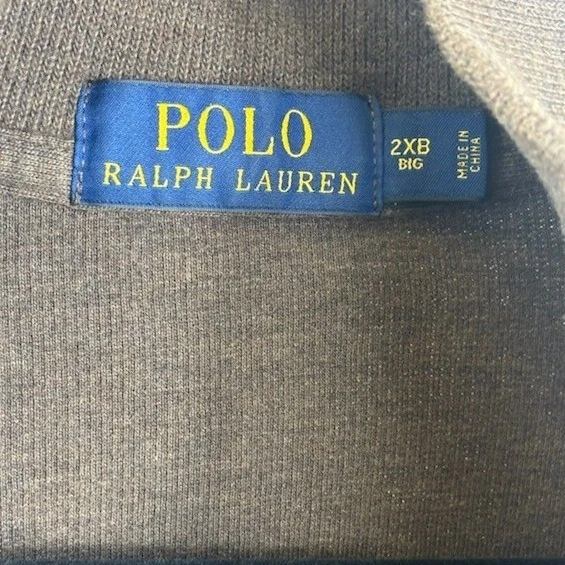 POLO
RALPH LAUREN
2XB
BIG
MADE IN
CHINA